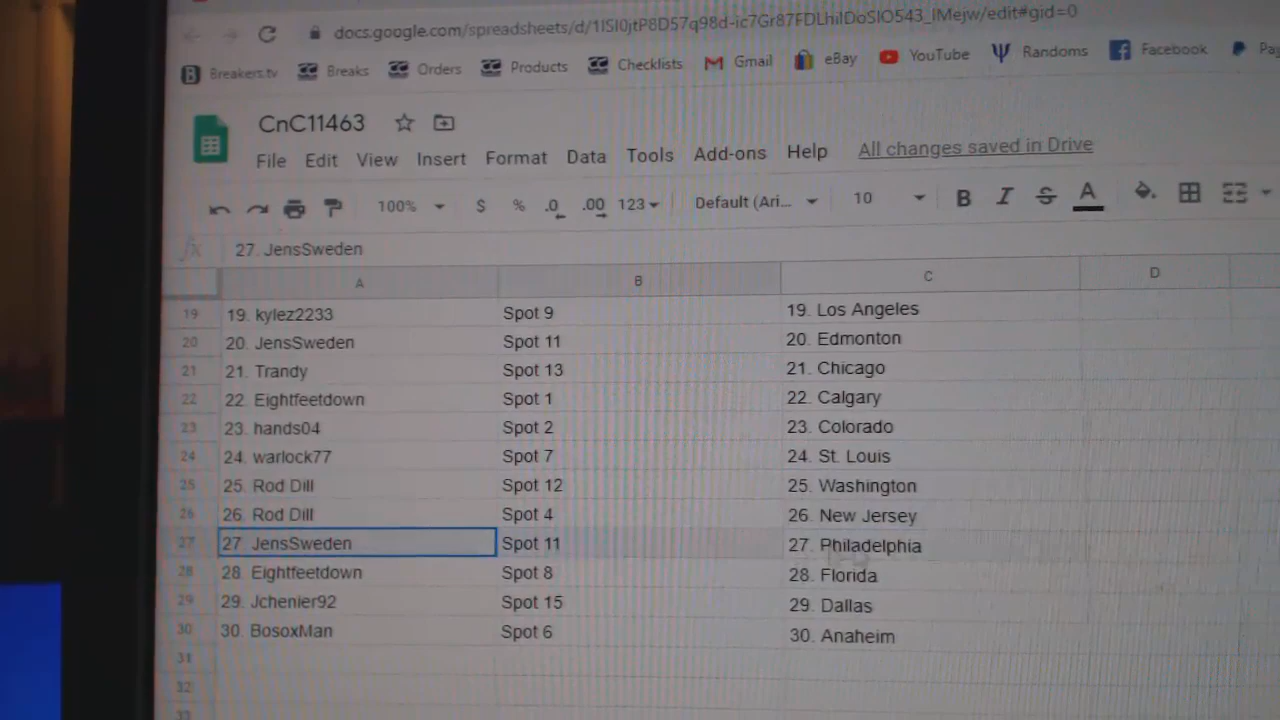 docs.google.com/spreadsheets/d/1ISI0jtP8D57q98d-ic7Gr87FDLhiIDoSIO543_IMejw/edit#gid=0
Breakers.tv Breaks Orders Products Checklists Gmail eBay YouTube Randoms Facebook
CnC11463
File Edit View Insert Format Data Tools Add-ons Help All changes saved in Drive
100% $ % .0 .00 123 Default (Ari... 10 B I S A
fx 27. JensSweden
A B C D
19 19. kylez2233 Spot 9 19. Los Angeles
20 20. JensSweden Spot 11 20. Edmonton
21 21. Trandy Spot 13 21. Chicago
22 22. Eightfeetdown Spot 1 22. Calgary
23 23. hands04 Spot 2 23. Colorado
24 24. warlock77 Spot 7 24. St. Louis
25 25. Rod Dill Spot 12 25. Washington
26 26. Rod Dill Spot 4 26. New Jersey
27 27. JensSweden Spot 11 27. Philadelphia
28 28. Eightfeetdown Spot 8 28. Florida
29 29. Jchenier92 Spot 15 29. Dallas
30 30. BosoxMan Spot 6 30. Anaheim
31
32
33